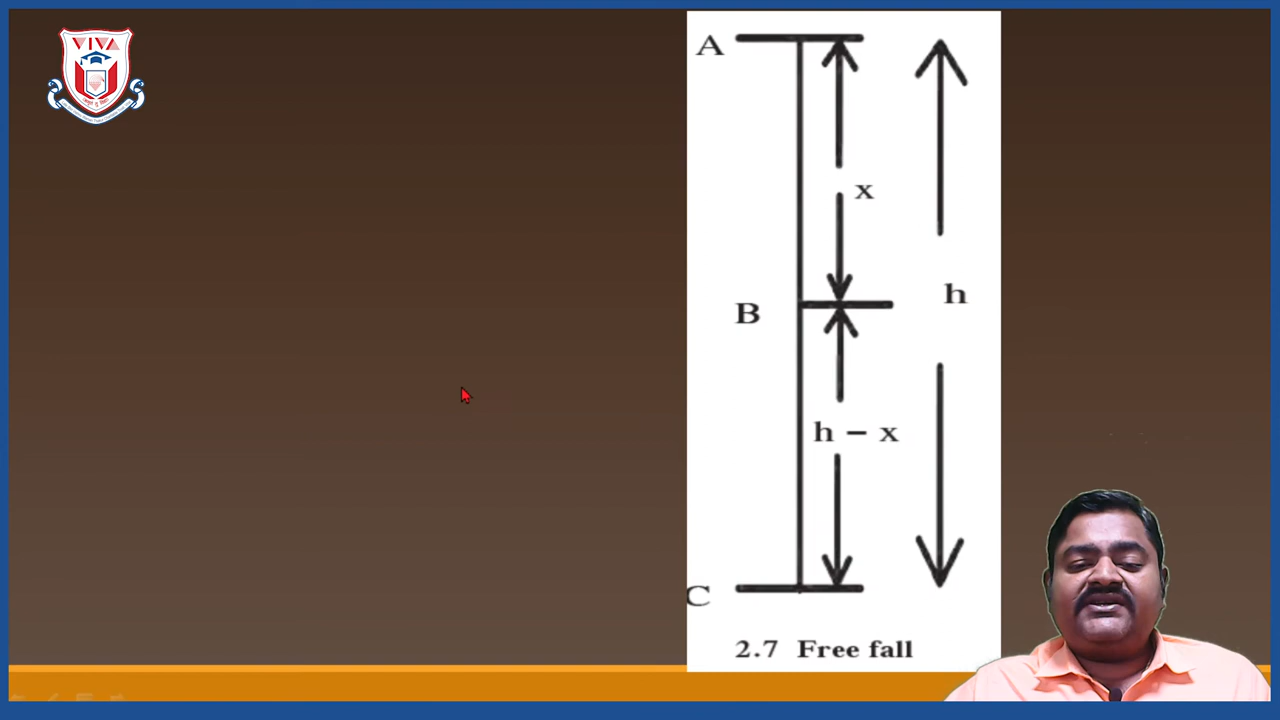 VIVA
A
x
h
B
h – x
C
2.7 Free fall